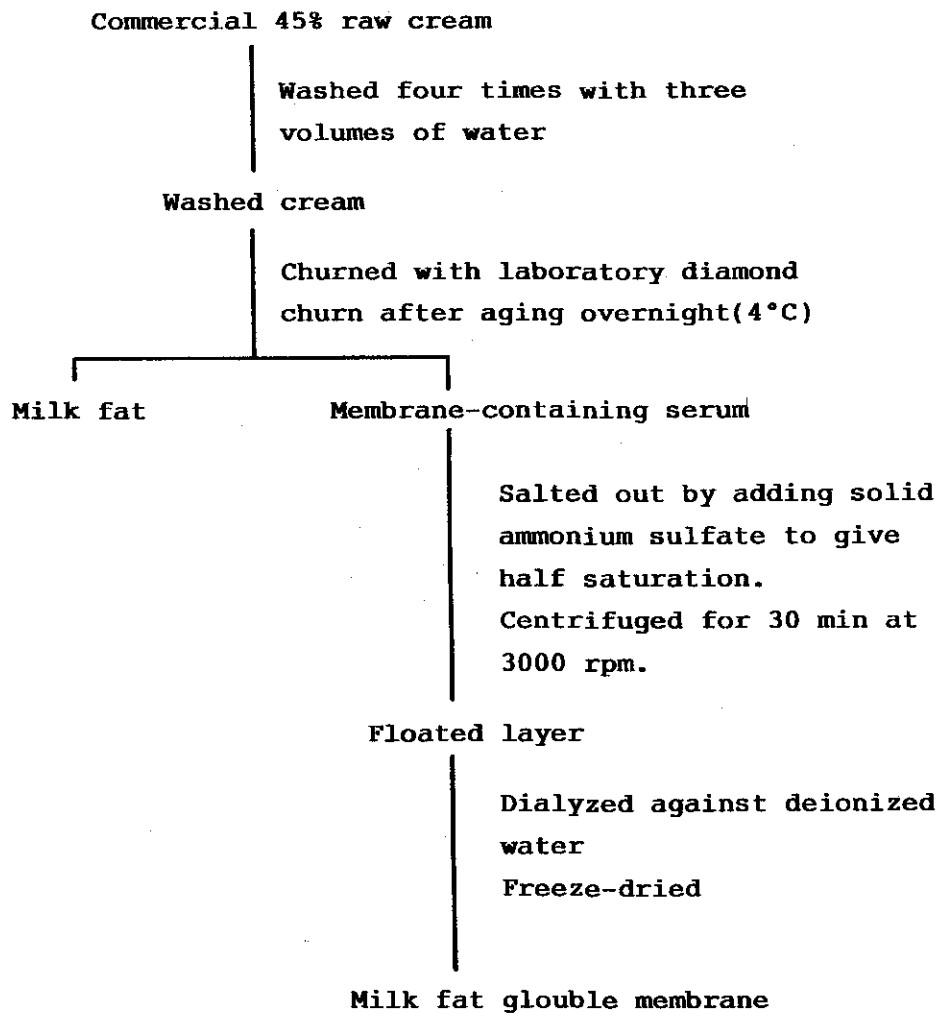 Commercial 45% raw cream
Washed four times with three
volumes of water
Washed cream
Churned with laboratory diamond
churn after aging overnight(4°C)
Milk fat
Membrane-containing serum
Salted out by adding solid
ammonium sulfate to give
half saturation.
Centrifuged for 30 min at
3000 rpm.
Floated layer
Dialyzed against deionized
water
Freeze-dried
Milk fat glouble membrane